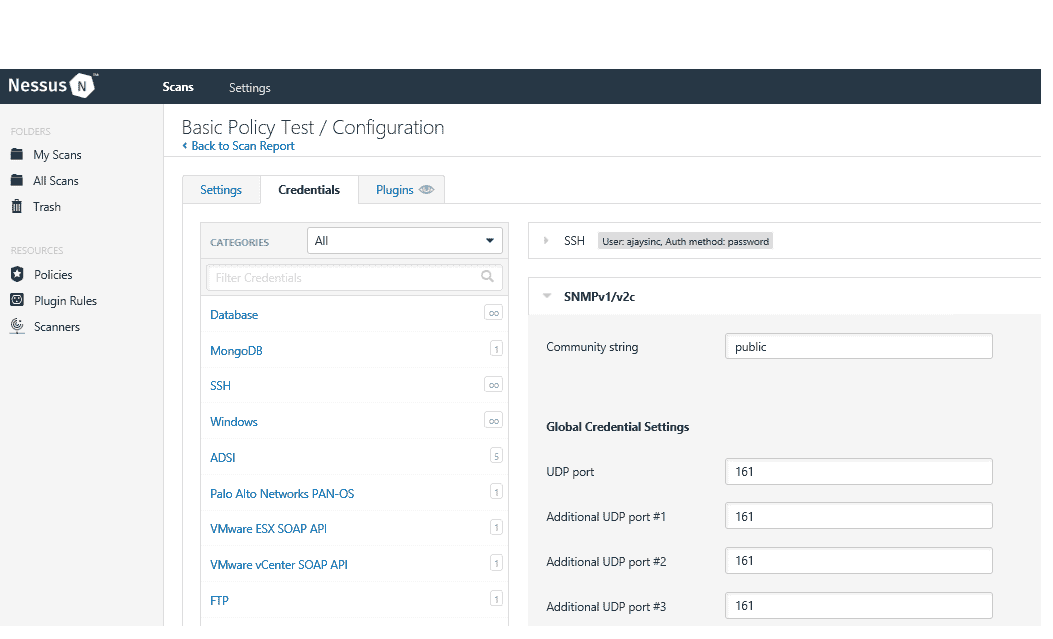 Nessus N ™
Scans
Settings
FOLDERS
My Scans
All Scans
Trash
RESOURCES
Policies
Plugin Rules
Scanners
Basic Policy Test / Configuration
‹ Back to Scan Report
Settings
Credentials
Plugins
CATEGORIES
All
Filter Credentials
Database ∞
MongoDB 1
SSH ∞
Windows ∞
ADSI 5
Palo Alto Networks PAN-OS 1
VMware ESX SOAP API 1
VMware vCenter SOAP API 1
FTP 1
SSH User: ajaysinc, Auth method: password
SNMPv1/v2c
Community string public
Global Credential Settings
UDP port 161
Additional UDP port #1 161
Additional UDP port #2 161
Additional UDP port #3 161